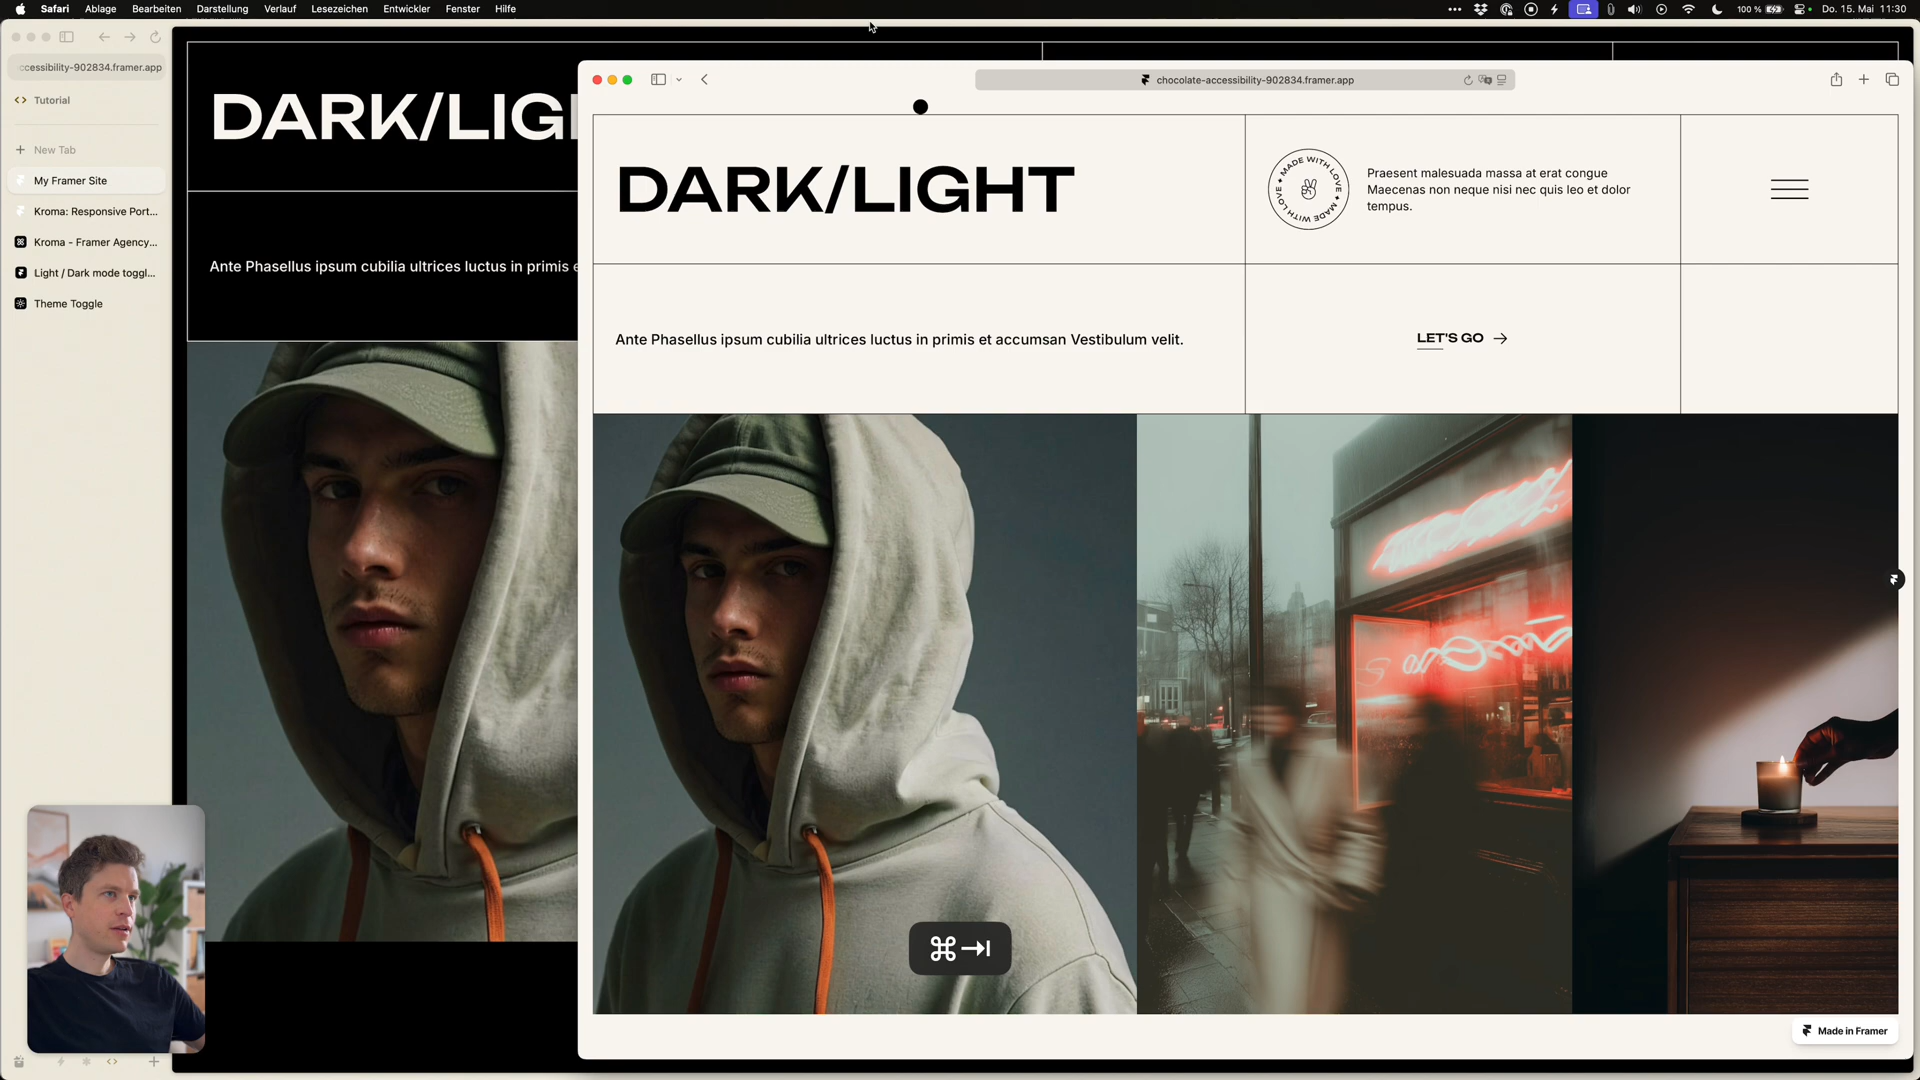 Safari Ablage Bearbeiten Darstellung Verlauf Lesezeichen Entwickler Fenster Hilfe
100 % Do. 15. Mai 11:30
ccessibility-902834.framer.app
Tutorial
New Tab
My Framer Site
Kroma: Responsive Port...
Kroma - Framer Agency...
Light / Dark mode toggl...
Theme Toggle
DARK/LIGH
Ante Phasellus ipsum cubilia ultrices luctus in primis e
chocolate-accessibility-902834.framer.app
DARK/LIGHT
MADE WITH LOVE ✦ MADE WITH LOVE ✦
Praesent malesuada massa at erat congue
Maecenas non neque nisi nec quis leo et dolor
tempus.
Ante Phasellus ipsum cubilia ultrices luctus in primis et accumsan Vestibulum velit.
LET'S GO →
⌘⇥
Made in Framer